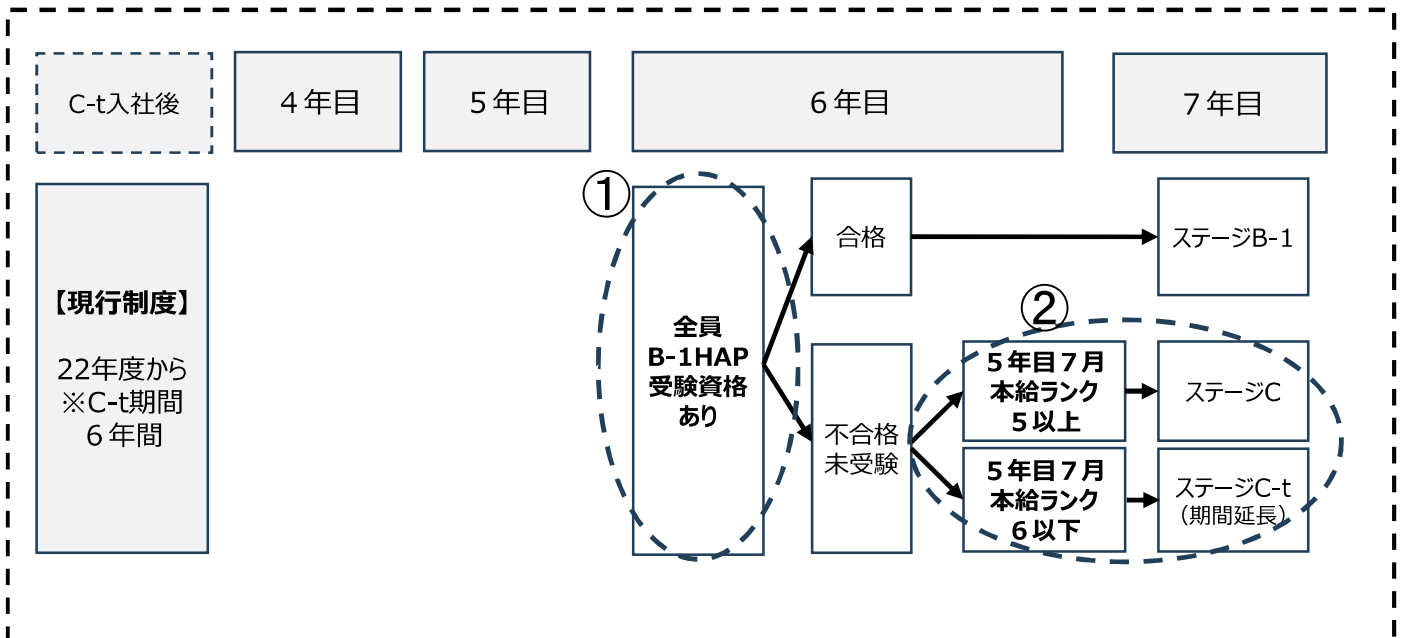 C-t入社後
４年目
５年目
６年目
７年目
【現行制度】
22年度から
※C-t期間
６年間
①
全員
B-1HAP
受験資格
あり
合格
ステージB-1
不合格
未受験
②
５年目７月
本給ランク
５以上
ステージC
５年目７月
本給ランク
６以下
ステージC-t
（期間延長）